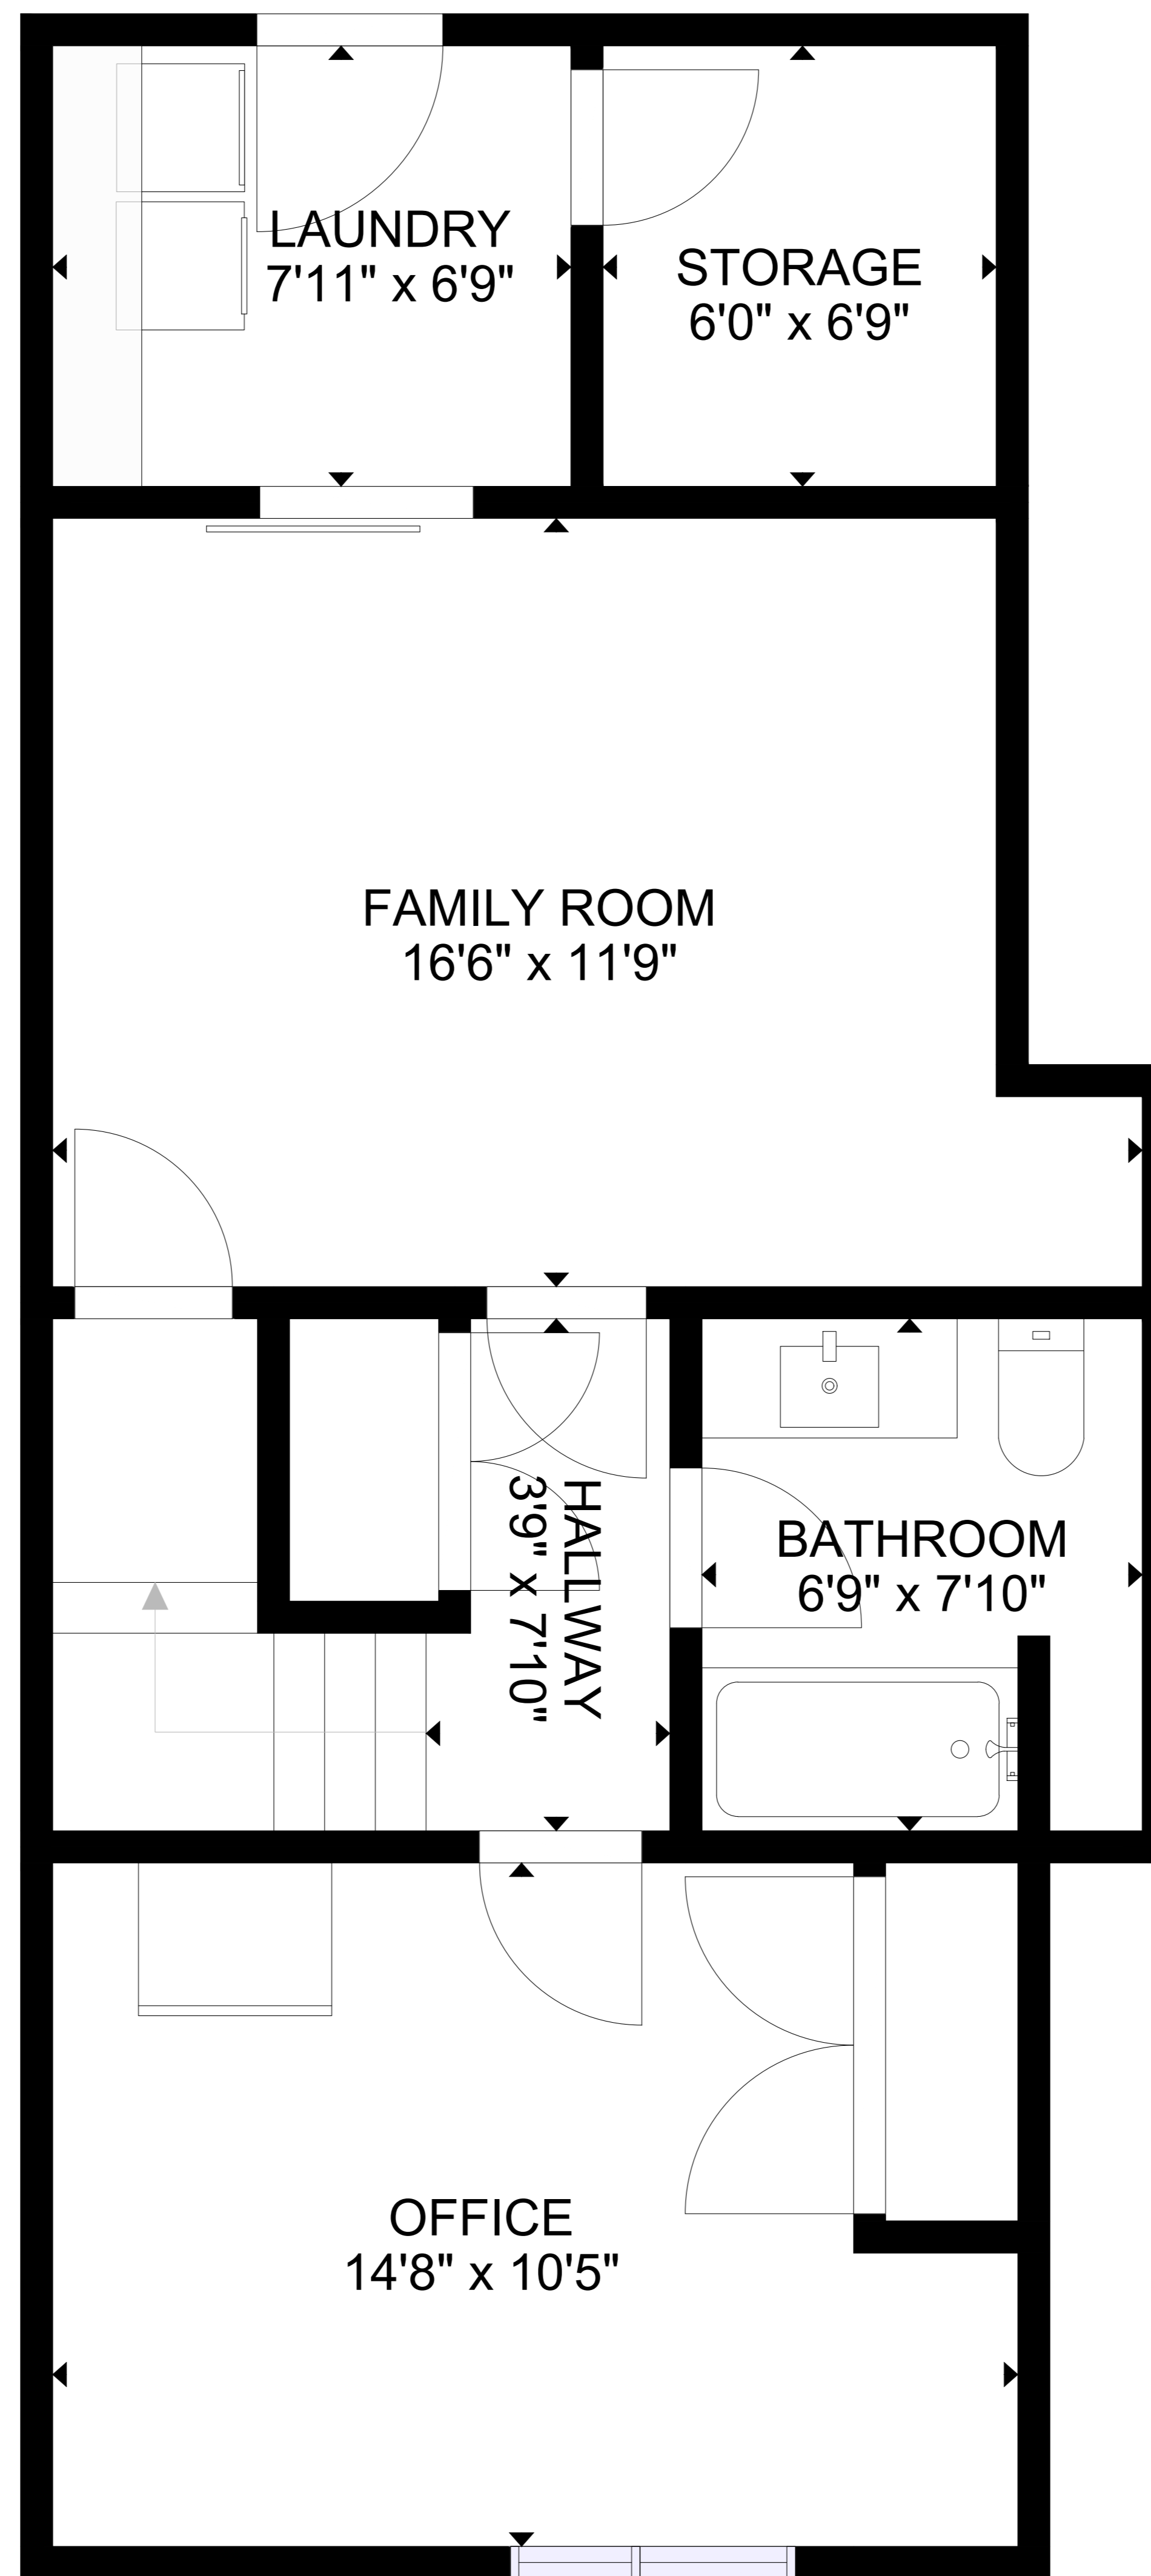 LAUNDRY
7'11" x 6'9"
STORAGE
6'0" x 6'9"
FAMILY ROOM
16'6" x 11'9"
HALLWAY
3'9" x 7'10"
BATHROOM
6'9" x 7'10"
OFFICE
14'8" x 10'5"